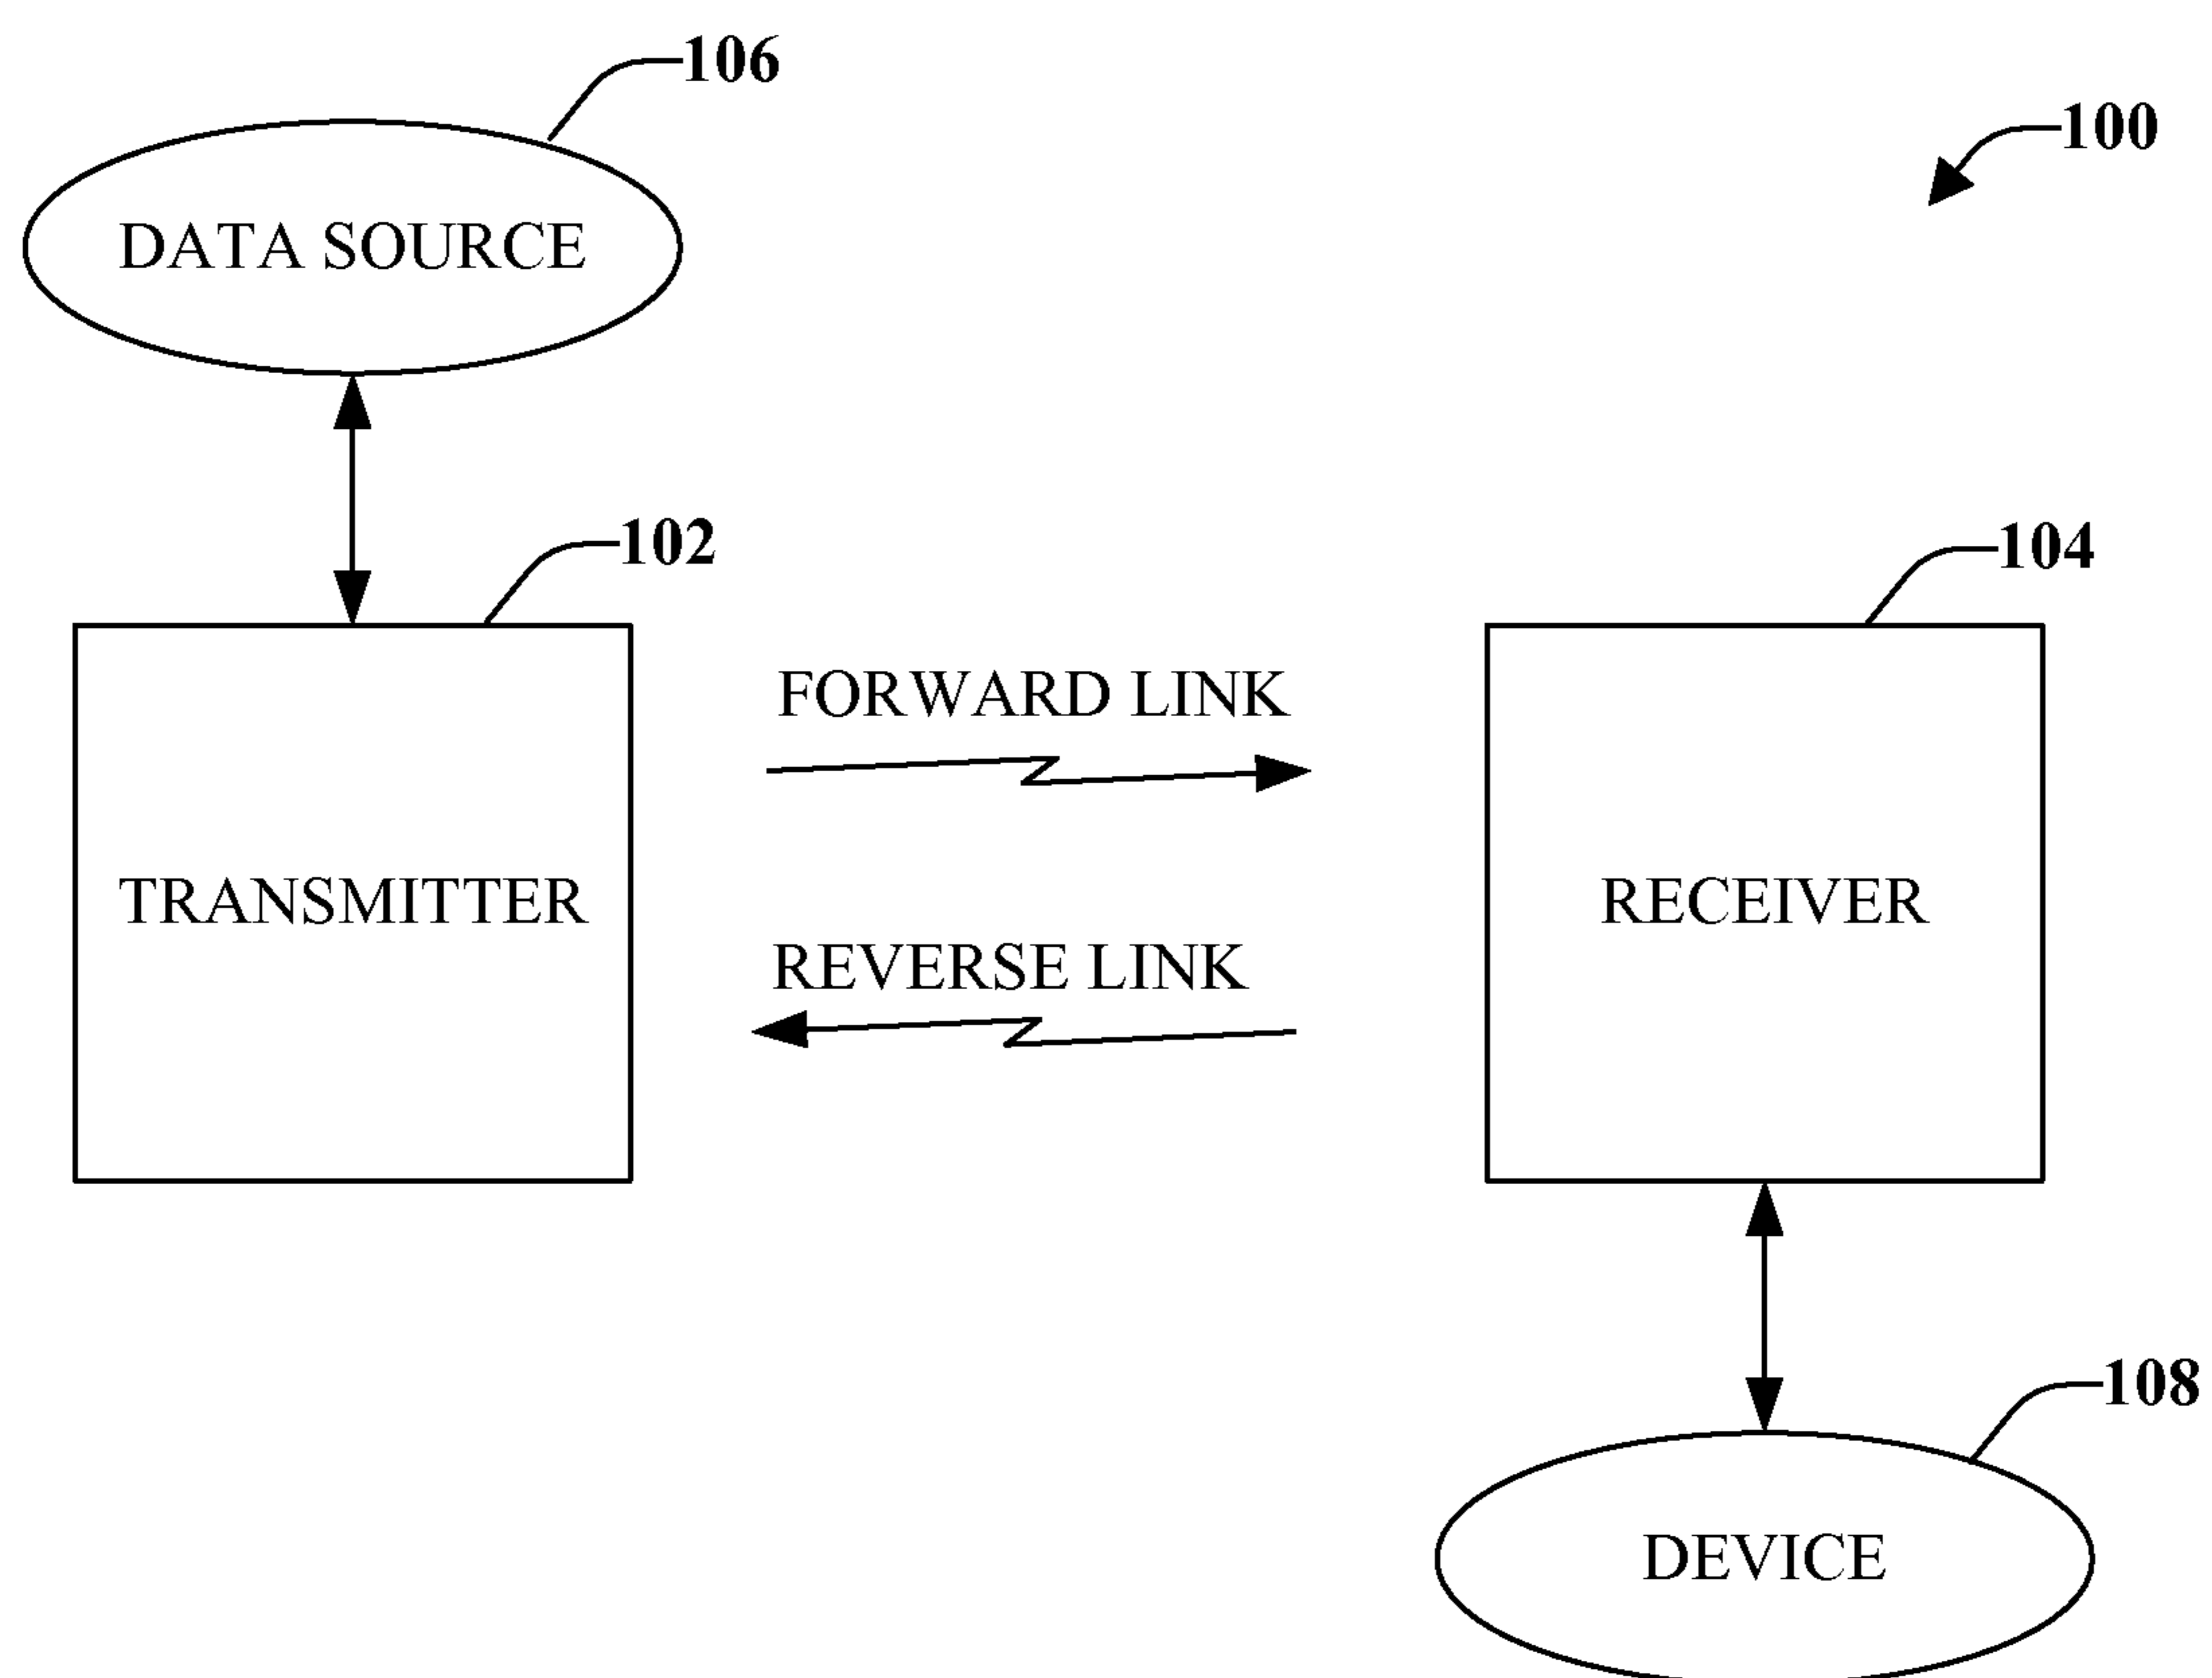 106
100
DATA SOURCE
102
104
FORWARD LINK
TRANSMITTER
RECEIVER
REVERSE LINK
108
DEVICE